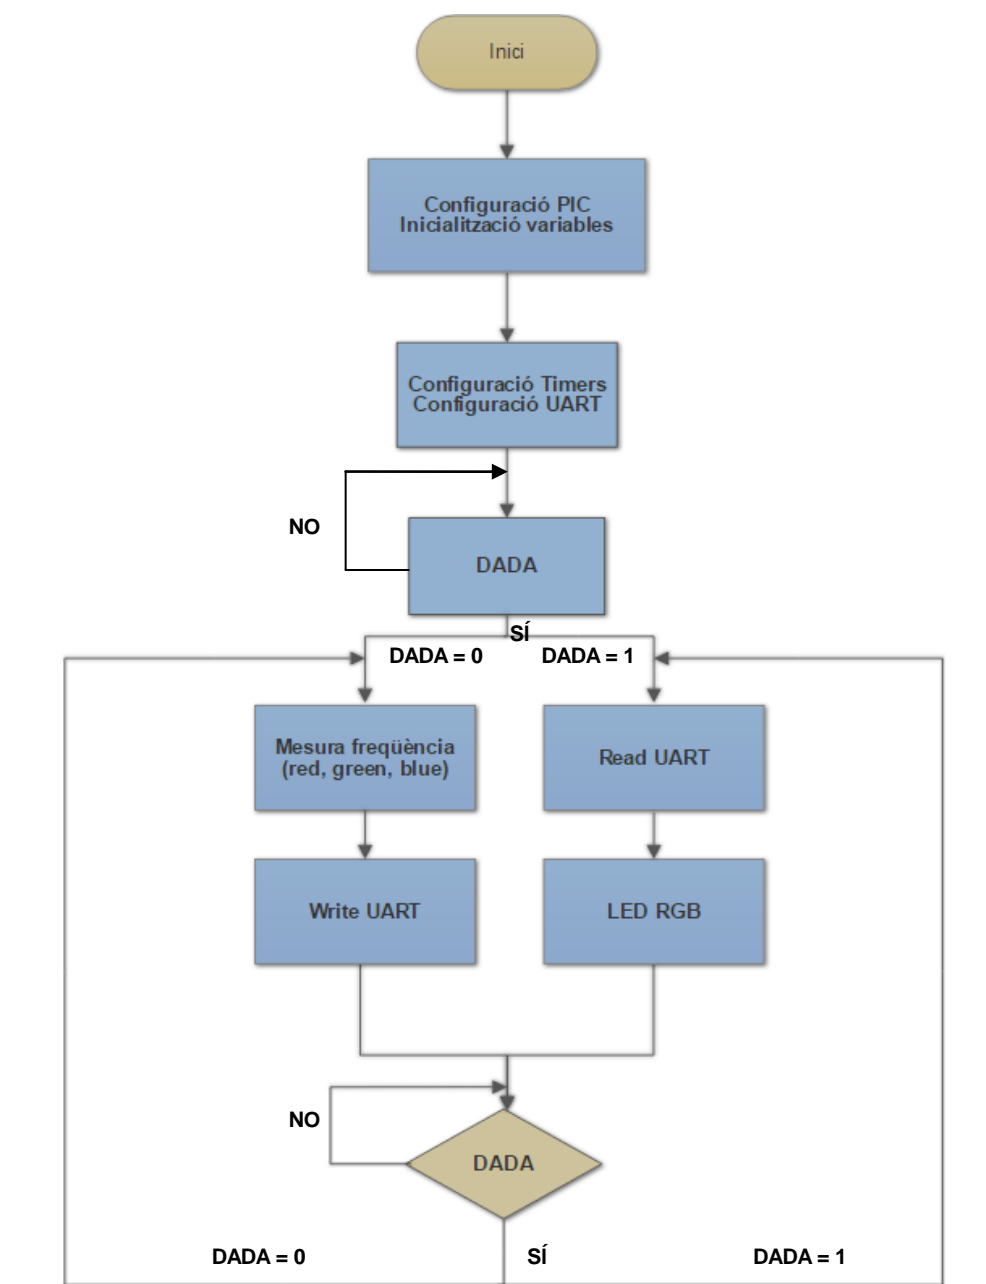 Inici
Configuració PIC
Inicialització variables
Configuració Timers
Configuració UART
NO
DADA
SÍ
DADA = 0
DADA = 1
Mesura freqüència
(red, green, blue)
Read UART
Write UART
LED RGB
NO
DADA
DADA = 0
SÍ
DADA = 1